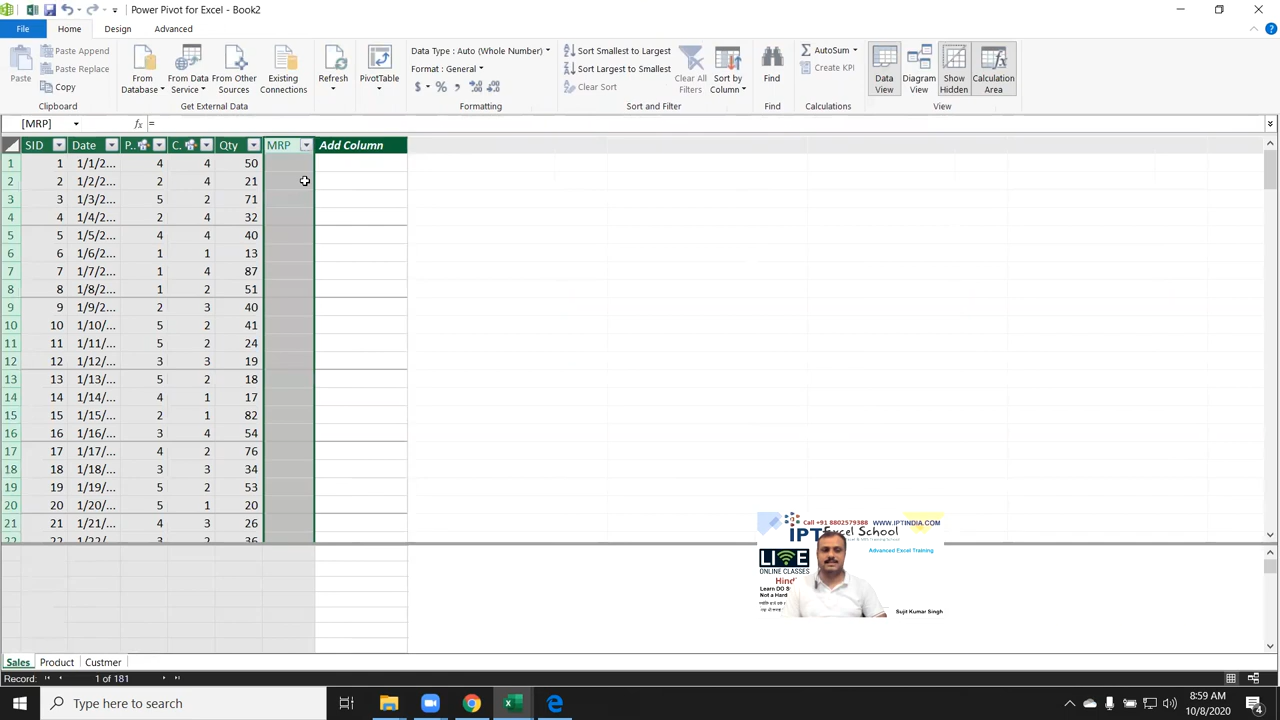 Power Pivot for Excel - Book2
File Home Design Advanced
Paste
Paste Append
Paste Replace
Copy
Clipboard
From Database
From Data Service
From Other Sources
Existing Connections
Get External Data
Refresh
PivotTable
Data Type : Auto (Whole Number)
Format : General
$ % ,
Formatting
Sort Smallest to Largest
Sort Largest to Smallest
Clear Sort
Clear All Filters
Sort by Column
Sort and Filter
Find
Find
AutoSum
Create KPI
Calculations
Data View
Diagram View
Show Hidden
Calculation Area
View
[MRP] fx =
SID Date P.. C. Qty MRP Add Column
1 1 1/1/2... 4 4 50
2 2 1/2/2... 2 4 21
3 3 1/3/2... 5 2 71
4 4 1/4/2... 2 4 32
5 5 1/5/2... 4 4 40
6 6 1/6/2... 1 1 13
7 7 1/7/2... 1 4 87
8 8 1/8/2... 1 2 51
9 9 1/9/2... 2 3 40
10 10 1/10/... 5 2 41
11 11 1/11/... 5 2 24
12 12 1/12/... 3 3 19
13 13 1/13/... 5 2 18
14 14 1/14/... 4 1 17
15 15 1/15/... 2 1 82
16 16 1/16/... 3 4 54
17 17 1/17/... 4 2 76
18 18 1/18/... 3 3 34
19 19 1/19/... 5 2 53
20 20 1/20/... 5 1 20
21 21 1/21/... 4 3 26
Call +91 8802579388 WWW.IPTINDIA.COM
IPT Excel School
Advanced Excel Training
LIVE
ONLINE CLASSES
Hind
Learn DO S
Not a Hard
Sujit Kumar Singh
Sales Product Custmer
Record: 1 of 181
Type here to search
8:59 AM
10/8/2020
4